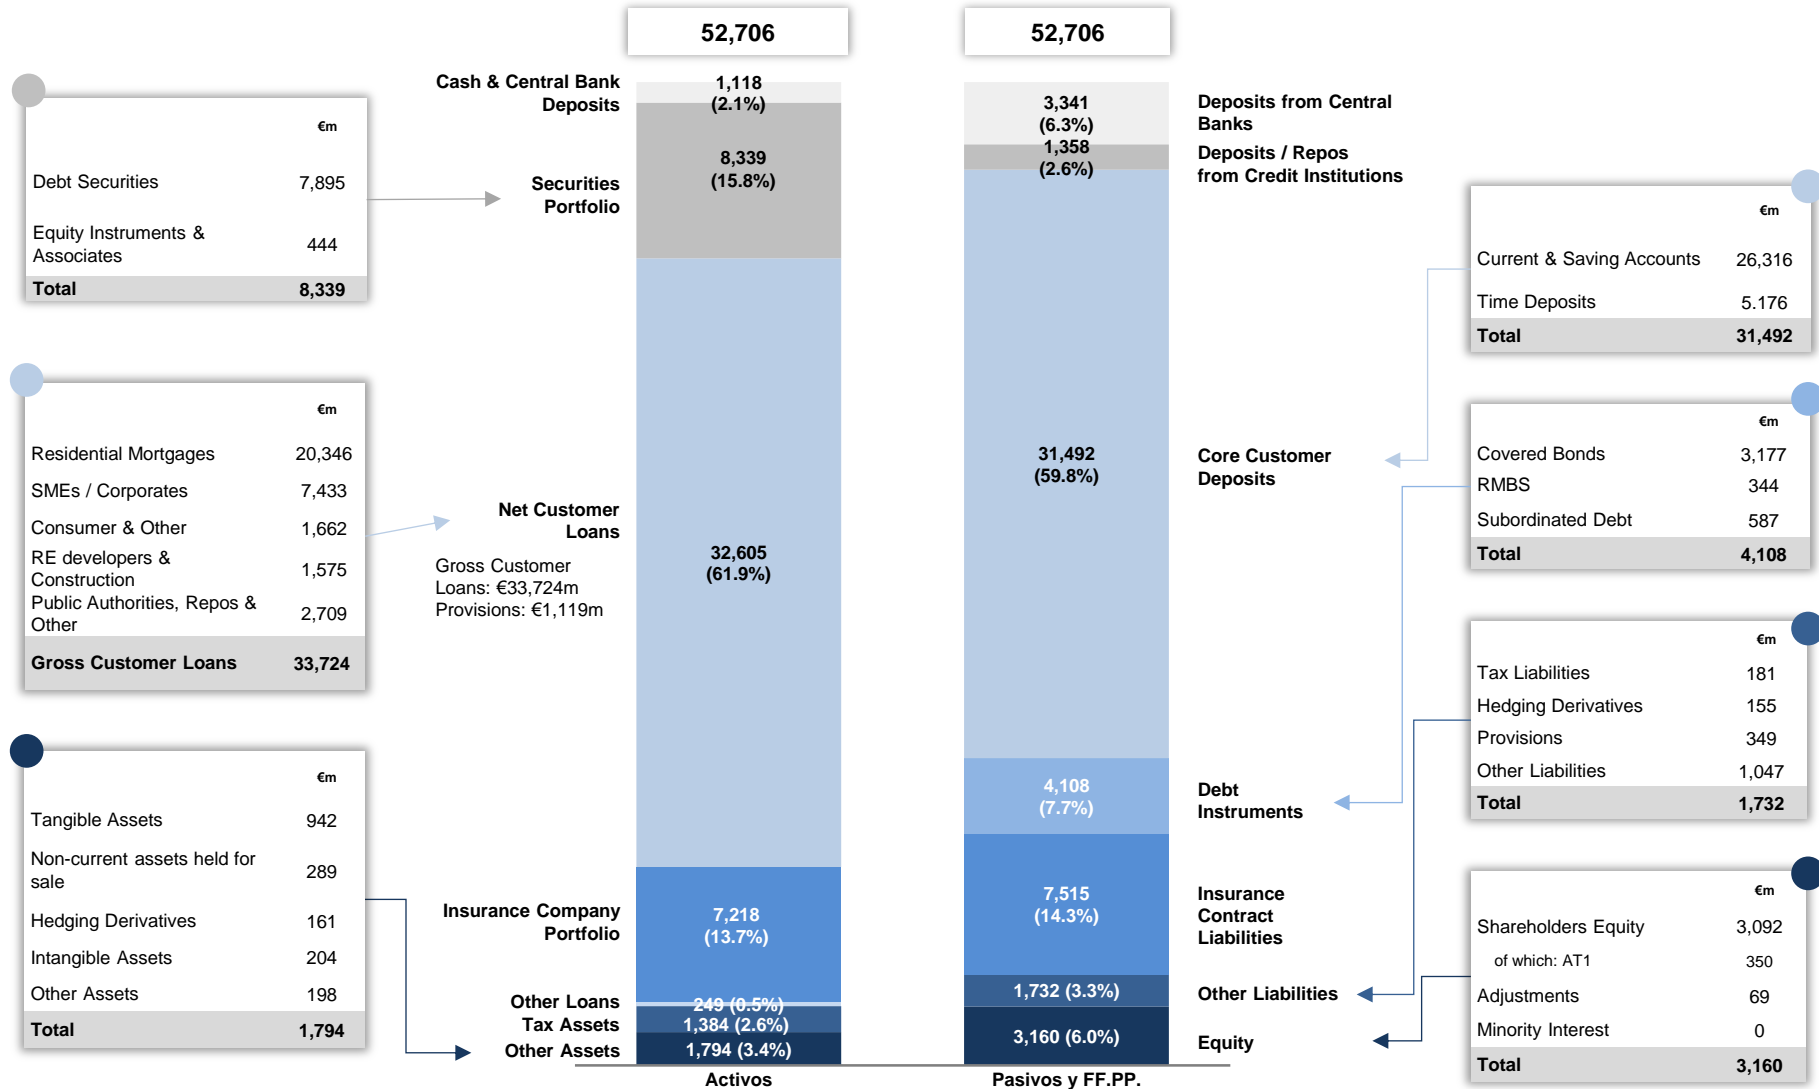 52,706
52,706
€m
Debt Securities 7,895
Equity Instruments &
Associates 444
Total 8,339
€m
Residential Mortgages 20,346
SMEs / Corporates 7,433
Consumer & Other 1,662
RE developers &
Construction 1,575
Public Authorities, Repos &
Other 2,709
Gross Customer Loans 33,724
€m
Tangible Assets 942
Non-current assets held for
sale 289
Hedging Derivatives 161
Intangible Assets 204
Other Assets 198
Total 1,794
Cash & Central Bank
Deposits
Securities
Portfolio
Net Customer
Loans
Gross Customer
Loans: €33,724m
Provisions: €1,119m
Insurance Company
Portfolio
Other Loans
Tax Assets
Other Assets
1,118
(2.1%)
8,339
(15.8%)
32,605
(61.9%)
7,218
(13.7%)
249 (0.5%)
1,384 (2.6%)
1,794 (3.4%)
Activos
3,341
(6.3%)
1,358
(2.6%)
31,492
(59.8%)
4,108
(7.7%)
7,515
(14.3%)
1,732 (3.3%)
3,160 (6.0%)
Pasivos y FF.PP.
Deposits from Central
Banks
Deposits / Repos
from Credit Institutions
Core Customer
Deposits
Debt
Instruments
Insurance
Contract
Liabilities
Other Liabilities
Equity
€m
Current & Saving Accounts 26,316
Time Deposits 5.176
Total 31,492
€m
Covered Bonds 3,177
RMBS 344
Subordinated Debt 587
Total 4,108
€m
Tax Liabilities 181
Hedging Derivatives 155
Provisions 349
Other Liabilities 1,047
Total 1,732
€m
Shareholders Equity 3,092
of which: AT1 350
Adjustments 69
Minority Interest 0
Total 3,160